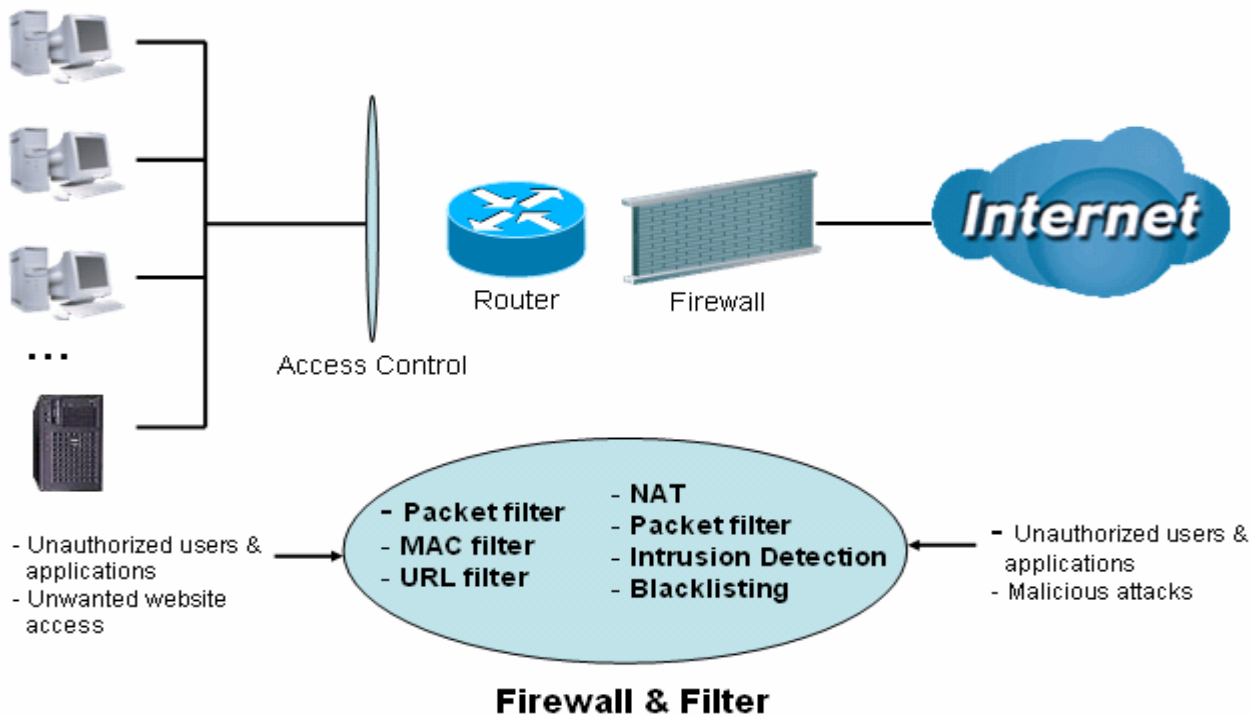 Internet
Router
Firewall
...
Access Control
- Packet filter
- MAC filter
- URL filter
- NAT
- Packet filter
- Intrusion Detection
- Blacklisting
- Unauthorized users &
applications
- Unwanted website
access
- Unauthorized users &
applications
- Malicious attacks
Firewall & Filter